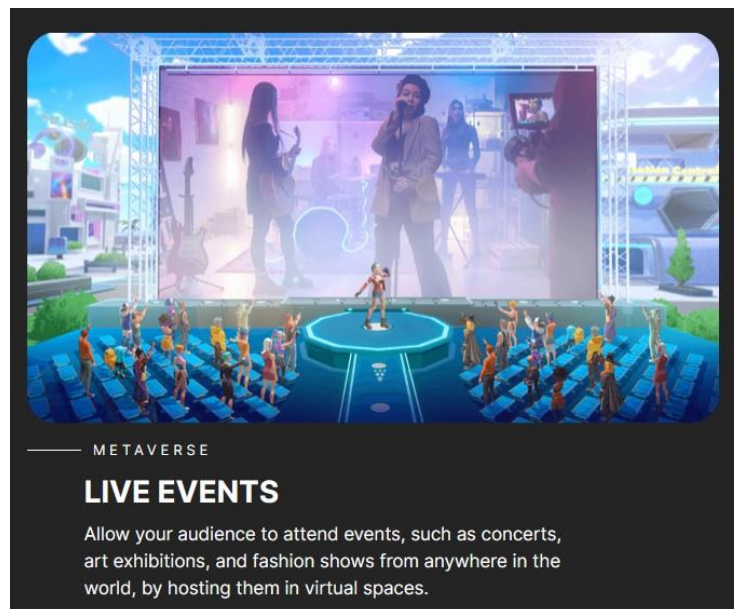 METAVERSE
LIVE EVENTS
Allow your audience to attend events, such as concerts,
art exhibitions, and fashion shows from anywhere in the
world, by hosting them in virtual spaces.